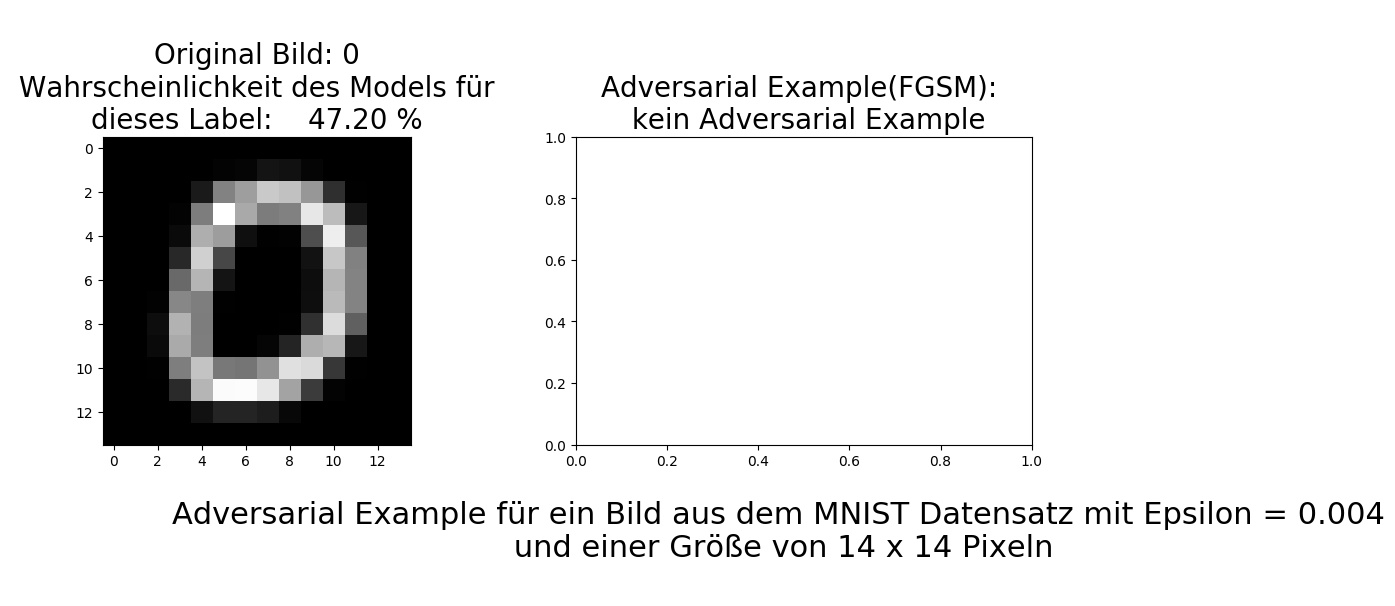 Original Bild: 0
Wahrscheinlichkeit des Models für
dieses Label: 47.20 %
Adversarial Example(FGSM):
kein Adversarial Example
0
2
4
6
8
10
12
0 2 4 6 8 10 12
1.0
0.8
0.6
0.4
0.2
0.0
0.0 0.2 0.4 0.6 0.8 1.0
Adversarial Example für ein Bild aus dem MNIST Datensatz mit Epsilon = 0.004
und einer Größe von 14 x 14 Pixeln